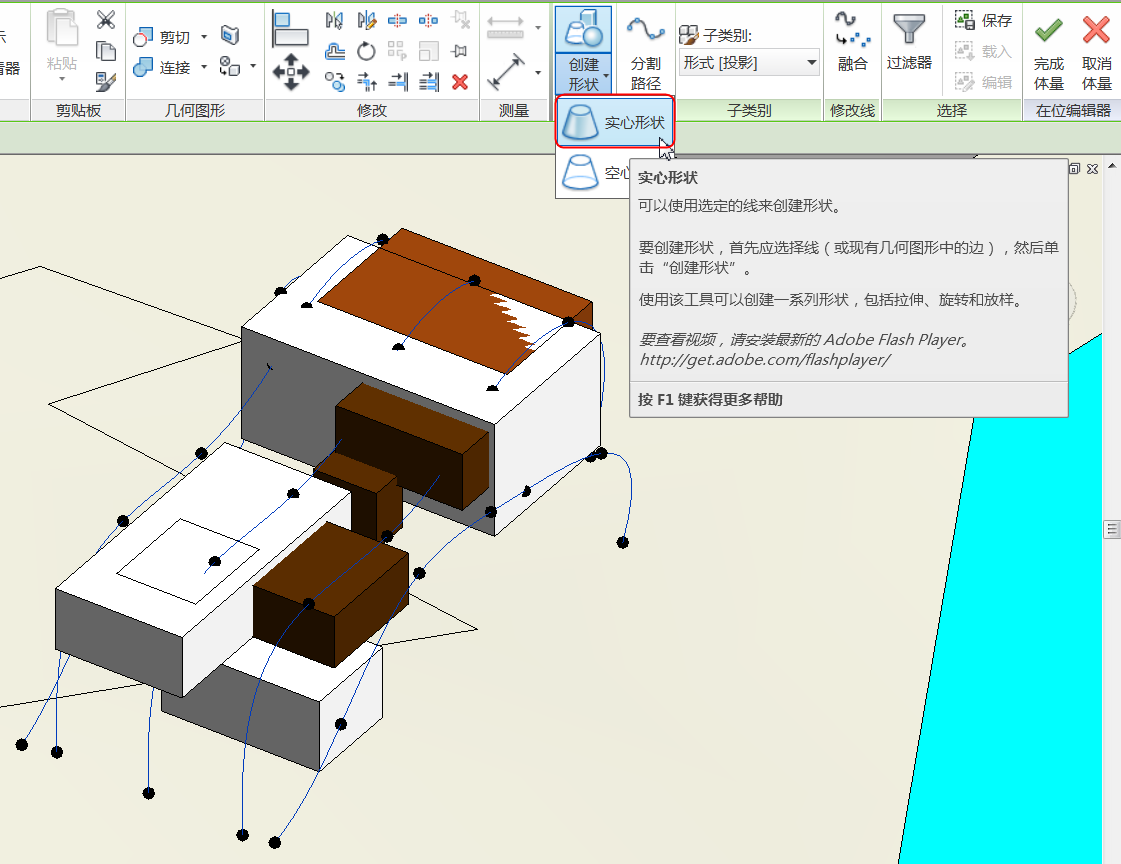 示
看器
粘贴
剪切
连接
创建
形状
分割
路径
子类别:
形式 [投影]
融合
过滤器
保存
载入
编辑
完成
体量
取消
体量
剪贴板
几何图形
修改
测量
子类别
修改线
选择
在位编辑器
实心形状
空心
实心形状
可以使用选定的线来创建形状。
要创建形状，首先应选择线（或现有几何图形中的边），然后单
击“创建形状”。
使用该工具可以创建一系列形状，包括拉伸、旋转和放样。
要查看视频，请安装最新的 Adobe Flash Player。
http://get.adobe.com/flashplayer/
按 F1 键获得更多帮助